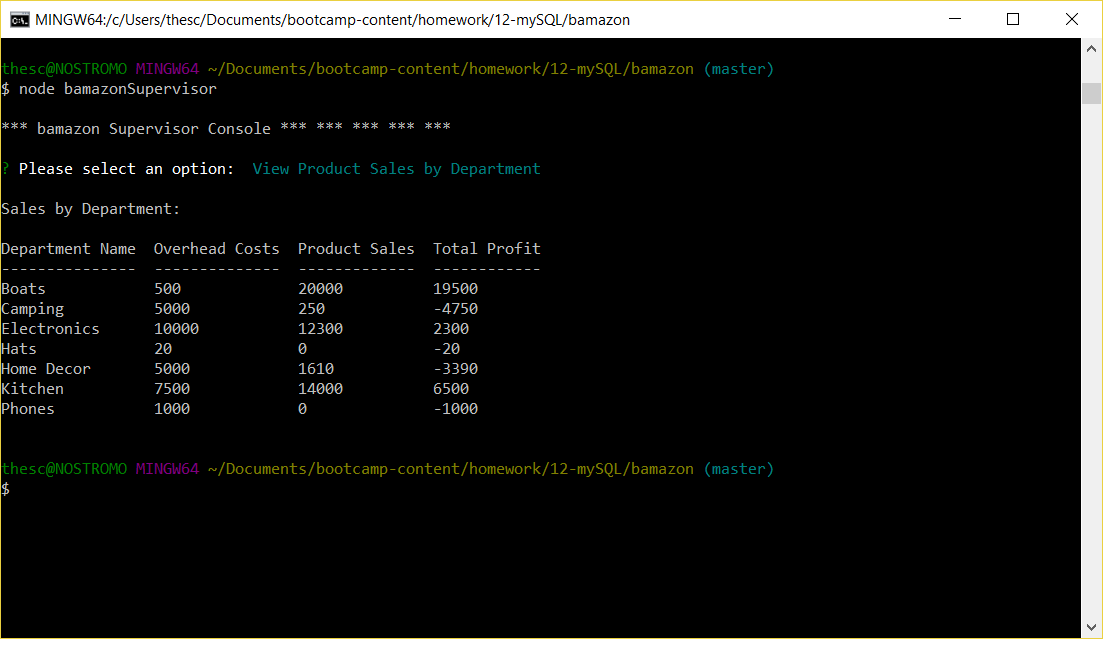 MINGW64:/c/Users/thesc/Documents/bootcamp-content/homework/12-mySQL/bamazon
thesc@NOSTROMO MINGW64 ~/Documents/bootcamp-content/homework/12-mySQL/bamazon (master)
$ node bamazonSupervisor
*** bamazon Supervisor Console *** *** *** *** ***
? Please select an option:  View Product Sales by Department
Sales by Department:
Department Name  Overhead Costs  Product Sales  Total Profit
---------------  --------------  -------------  ------------
Boats            500             20000          19500
Camping          5000            250            -4750
Electronics      10000           12300          2300
Hats             20              0              -20
Home Decor       5000            1610           -3390
Kitchen          7500            14000          6500
Phones           1000            0              -1000
thesc@NOSTROMO MINGW64 ~/Documents/bootcamp-content/homework/12-mySQL/bamazon (master)
$